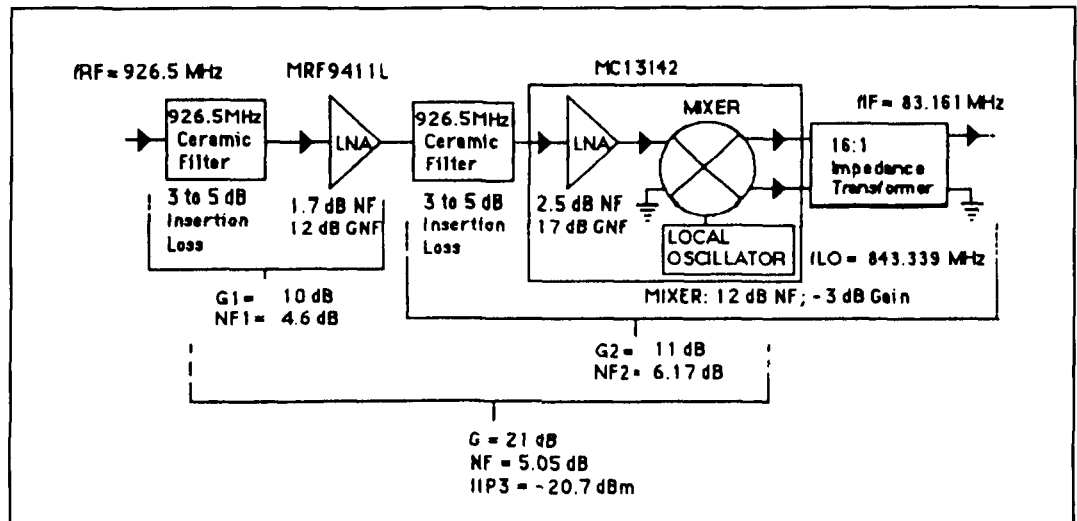 fRF = 926.5 MHz
MRF9411L
MC13142
926.5MHz
Ceramic
Filter
LNA
926.5MHz
Ceramic
Filter
LNA
MIXER
fIF = 83.161 MHz
16:1
Impedance
Transformer
3 to 5 dB
Insertion
Loss
1.7 dB NF
12 dB GNF
3 to 5 dB
Insertion
Loss
2.5 dB NF
17 dB GNF
LOCAL
OSCILLATOR
fLO = 843.339 MHz
MIXER: 12 dB NF; -3 dB Gain
G1= 10 dB
NF1= 4.6 dB
G2= 11 dB
NF2= 6.17 dB
G = 21 dB
NF = 5.05 dB
IIP3 = -20.7 dBm